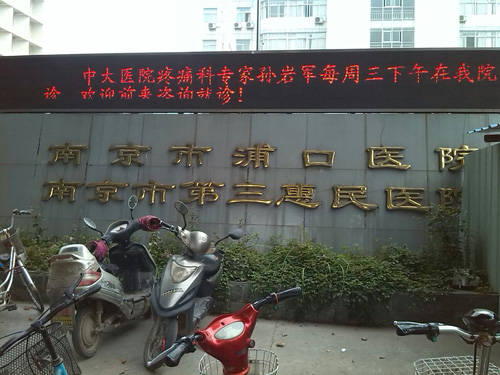 中大医院疼痛科专家孙岩军每周三下午在我院
诊 欢迎前来咨询就诊！
南京市浦口医院
南京市第三惠民医院